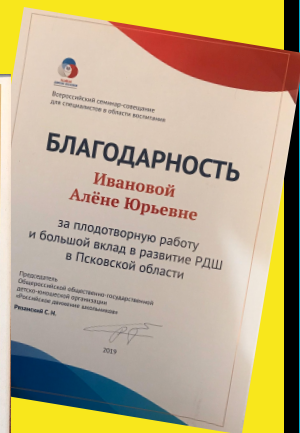 Всероссийский семинар-совещание
для специалистов в области воспитания
БЛАГОДАРНОСТЬ
Ивановой
Алёне Юрьевне
за плодотворную работу
и большой вклад в развитие РДШ
в Псковской области
Председатель
Общероссийской общественно-государственной
детско-юношеской организации
«Российское движение школьников»
Рязанский С. Н.
2019